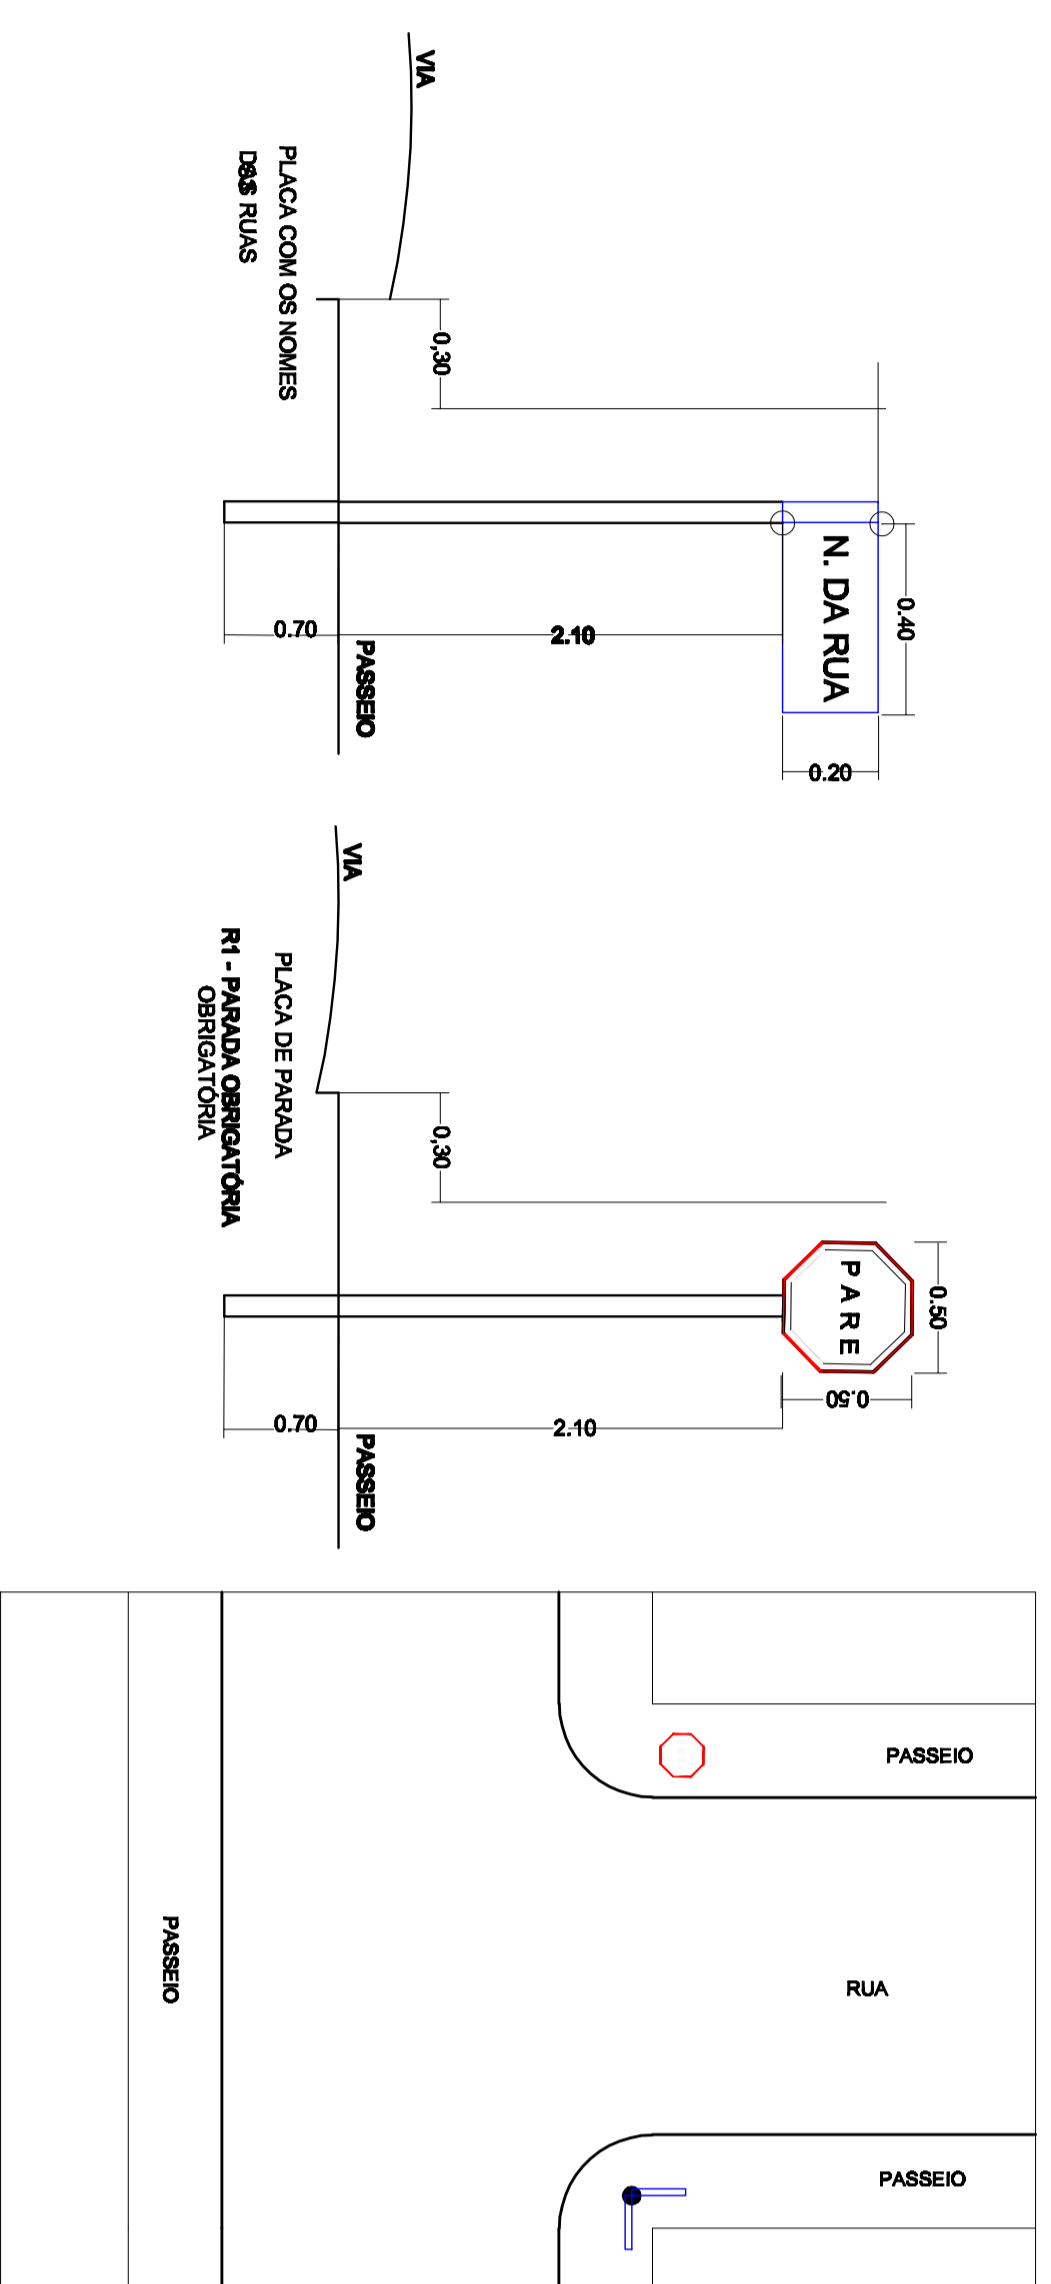 VIA
0,30
N. DA RUA
0.40
0.20
2.10
0.70
PASSEIO
PLACA COM OS NOMES
RUAS
VIA
0,30
PARE
0.50
0.50
2.10
0.70
PASSEIO
PLACA DE PARADA
R1 - PARADA OBRIGATÓRIA
OBRIGATÓRIA
PASSEIO
RUA
PASSEIO
PASSEIO